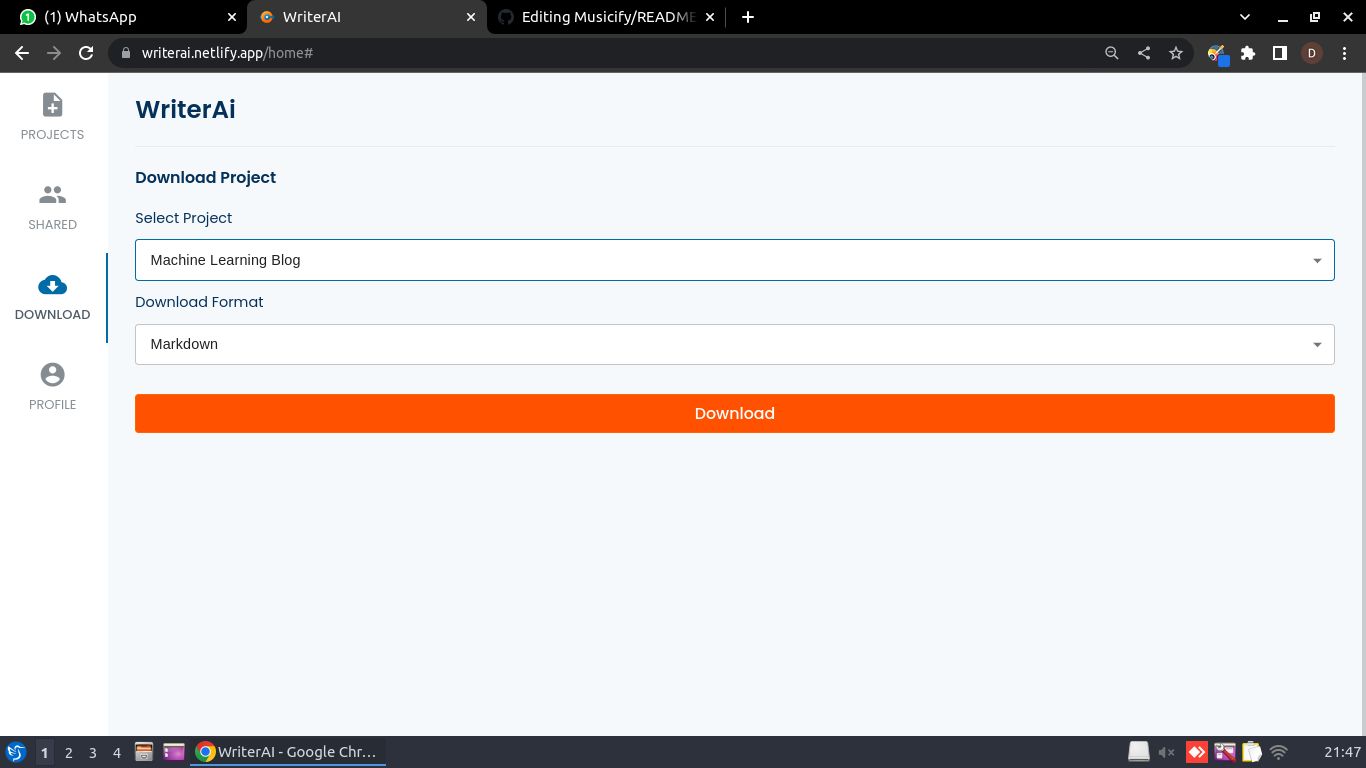 (1) WhatsApp
WriterAI
Editing Musicify/README
writerai.netlify.app/home#
D
PROJECTS
SHARED
DOWNLOAD
PROFILE
WriterAi
Download Project
Select Project
Machine Learning Blog
Download Format
Markdown
Download
1 2 3 4
WriterAI - Google Chr...
21:47